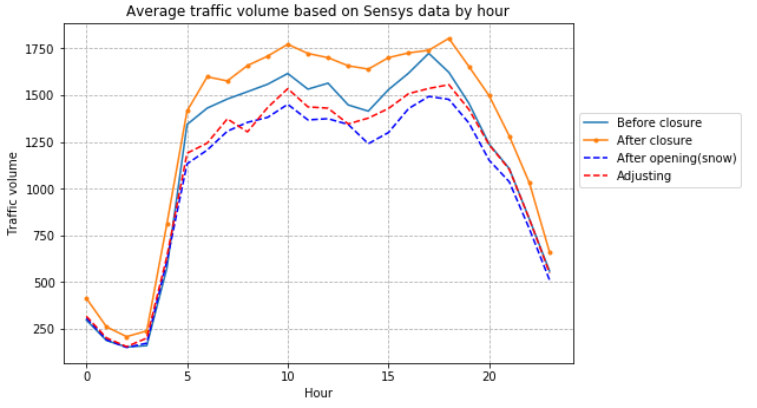 Average traffic volume based on Sensys data by hour
1750
1500
1250
1000
750
500
250
Traffic volume
0
5
10
15
20
Hour
Before closure
After closure
After opening(snow)
Adjusting